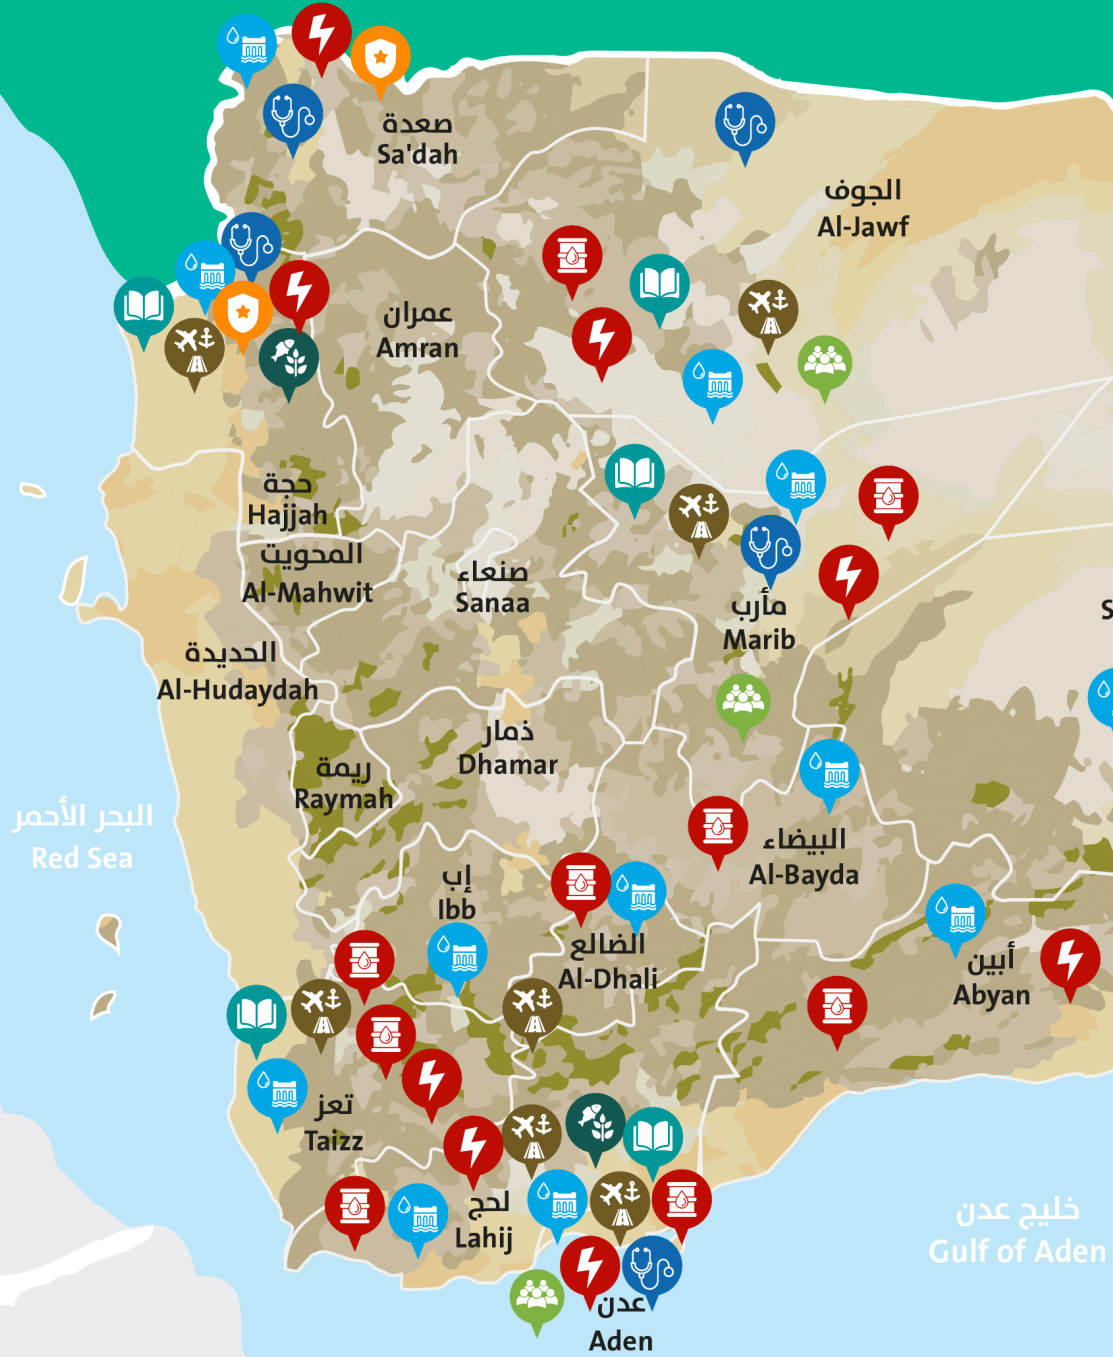 صعدة
Sa'dah
الجوف
Al-Jawf
عمران
Amran
حجة
Hajjah
المحويت
Al-Mahwit
صنعاء
Sanaa
مأرب
Marib
الحديدة
Al-Hudaydah
ذمار
Dhamar
ريمة
Raymah
البحر الأحمر
Red Sea
البيضاء
Al-Bayda
إب
Ibb
الضالع
Al-Dhali
أبين
Abyan
تعز
Taizz
لحج
Lahij
خليج عدن
Gulf of Aden
عدن
Aden